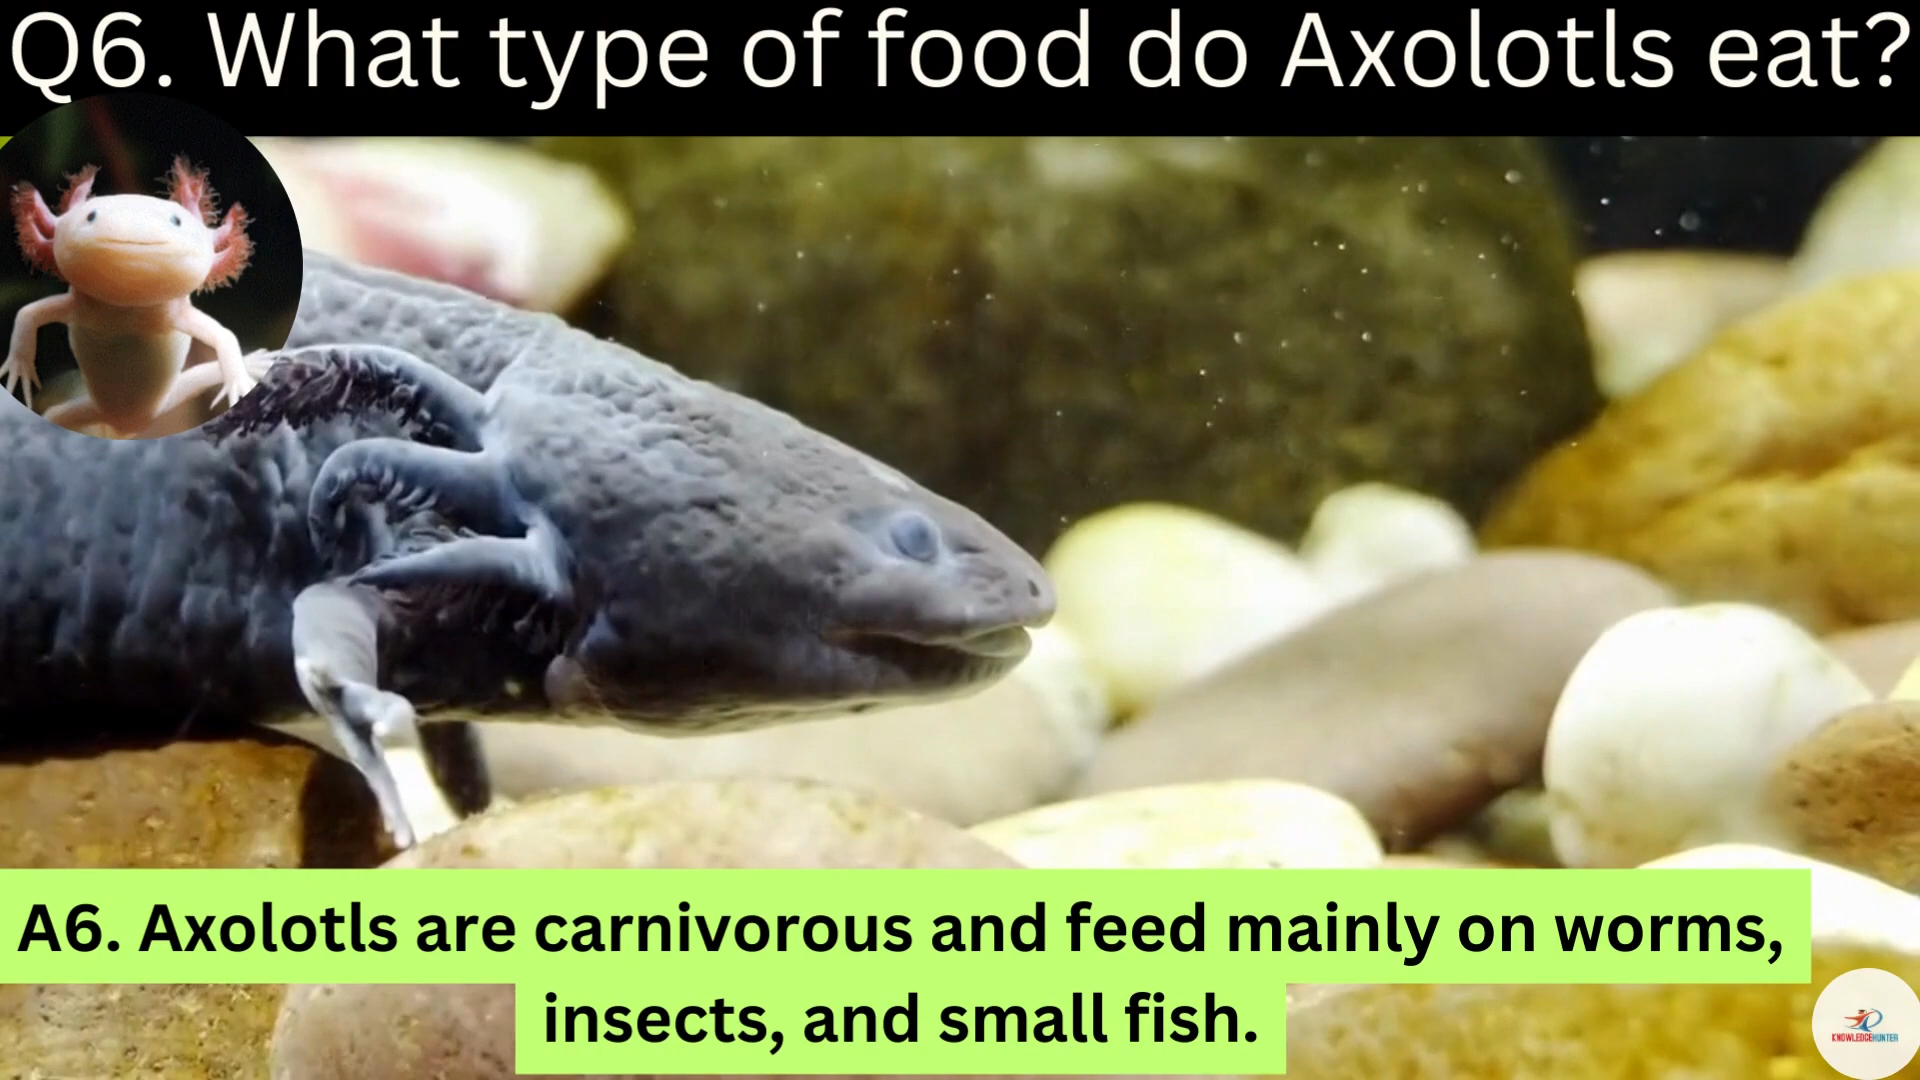 Q6. What type of food do Axolotls eat?
A6. Axolotls are carnivorous and feed mainly on worms,
insects, and small fish.
KNOWLEDGEHUNTER